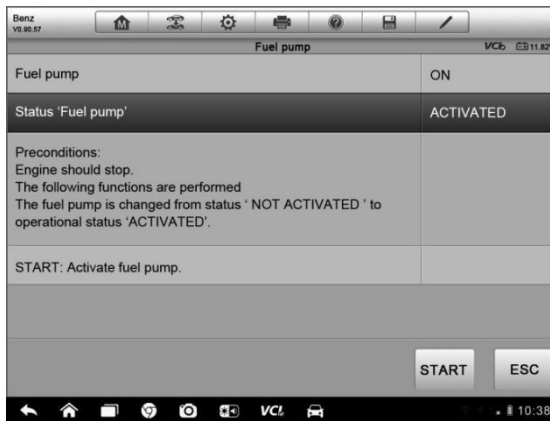 Benz
V0.90.57
M
?
Fuel pump
VCI
11.82V
Fuel pump
ON
Status 'Fuel pump'
ACTIVATED
Preconditions:
Engine should stop.
The following functions are performed
The fuel pump is changed from status ' NOT ACTIVATED ' to
operational status 'ACTIVATED'.
START: Activate fuel pump.
START
ESC
VCI
10:38